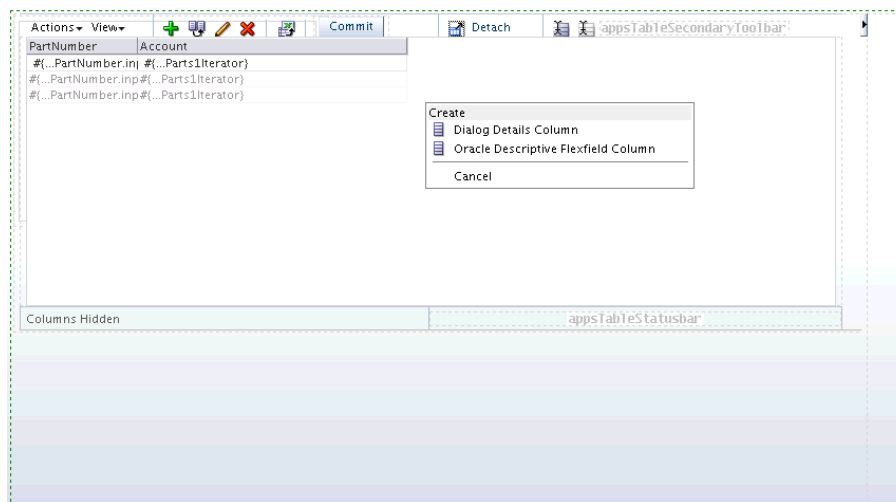 Actions View Commit Detach appsTableSecondaryToolbar
PartNumber Account
#{...PartNumber.inp #{...Parts1Iterator}
#{...PartNumber.inp #{...Parts1Iterator}
#{...PartNumber.inp #{...Parts1Iterator}
Create
Dialog Details Column
Oracle Descriptive Flexfield Column
Cancel
Columns Hidden appsTableStatusbar